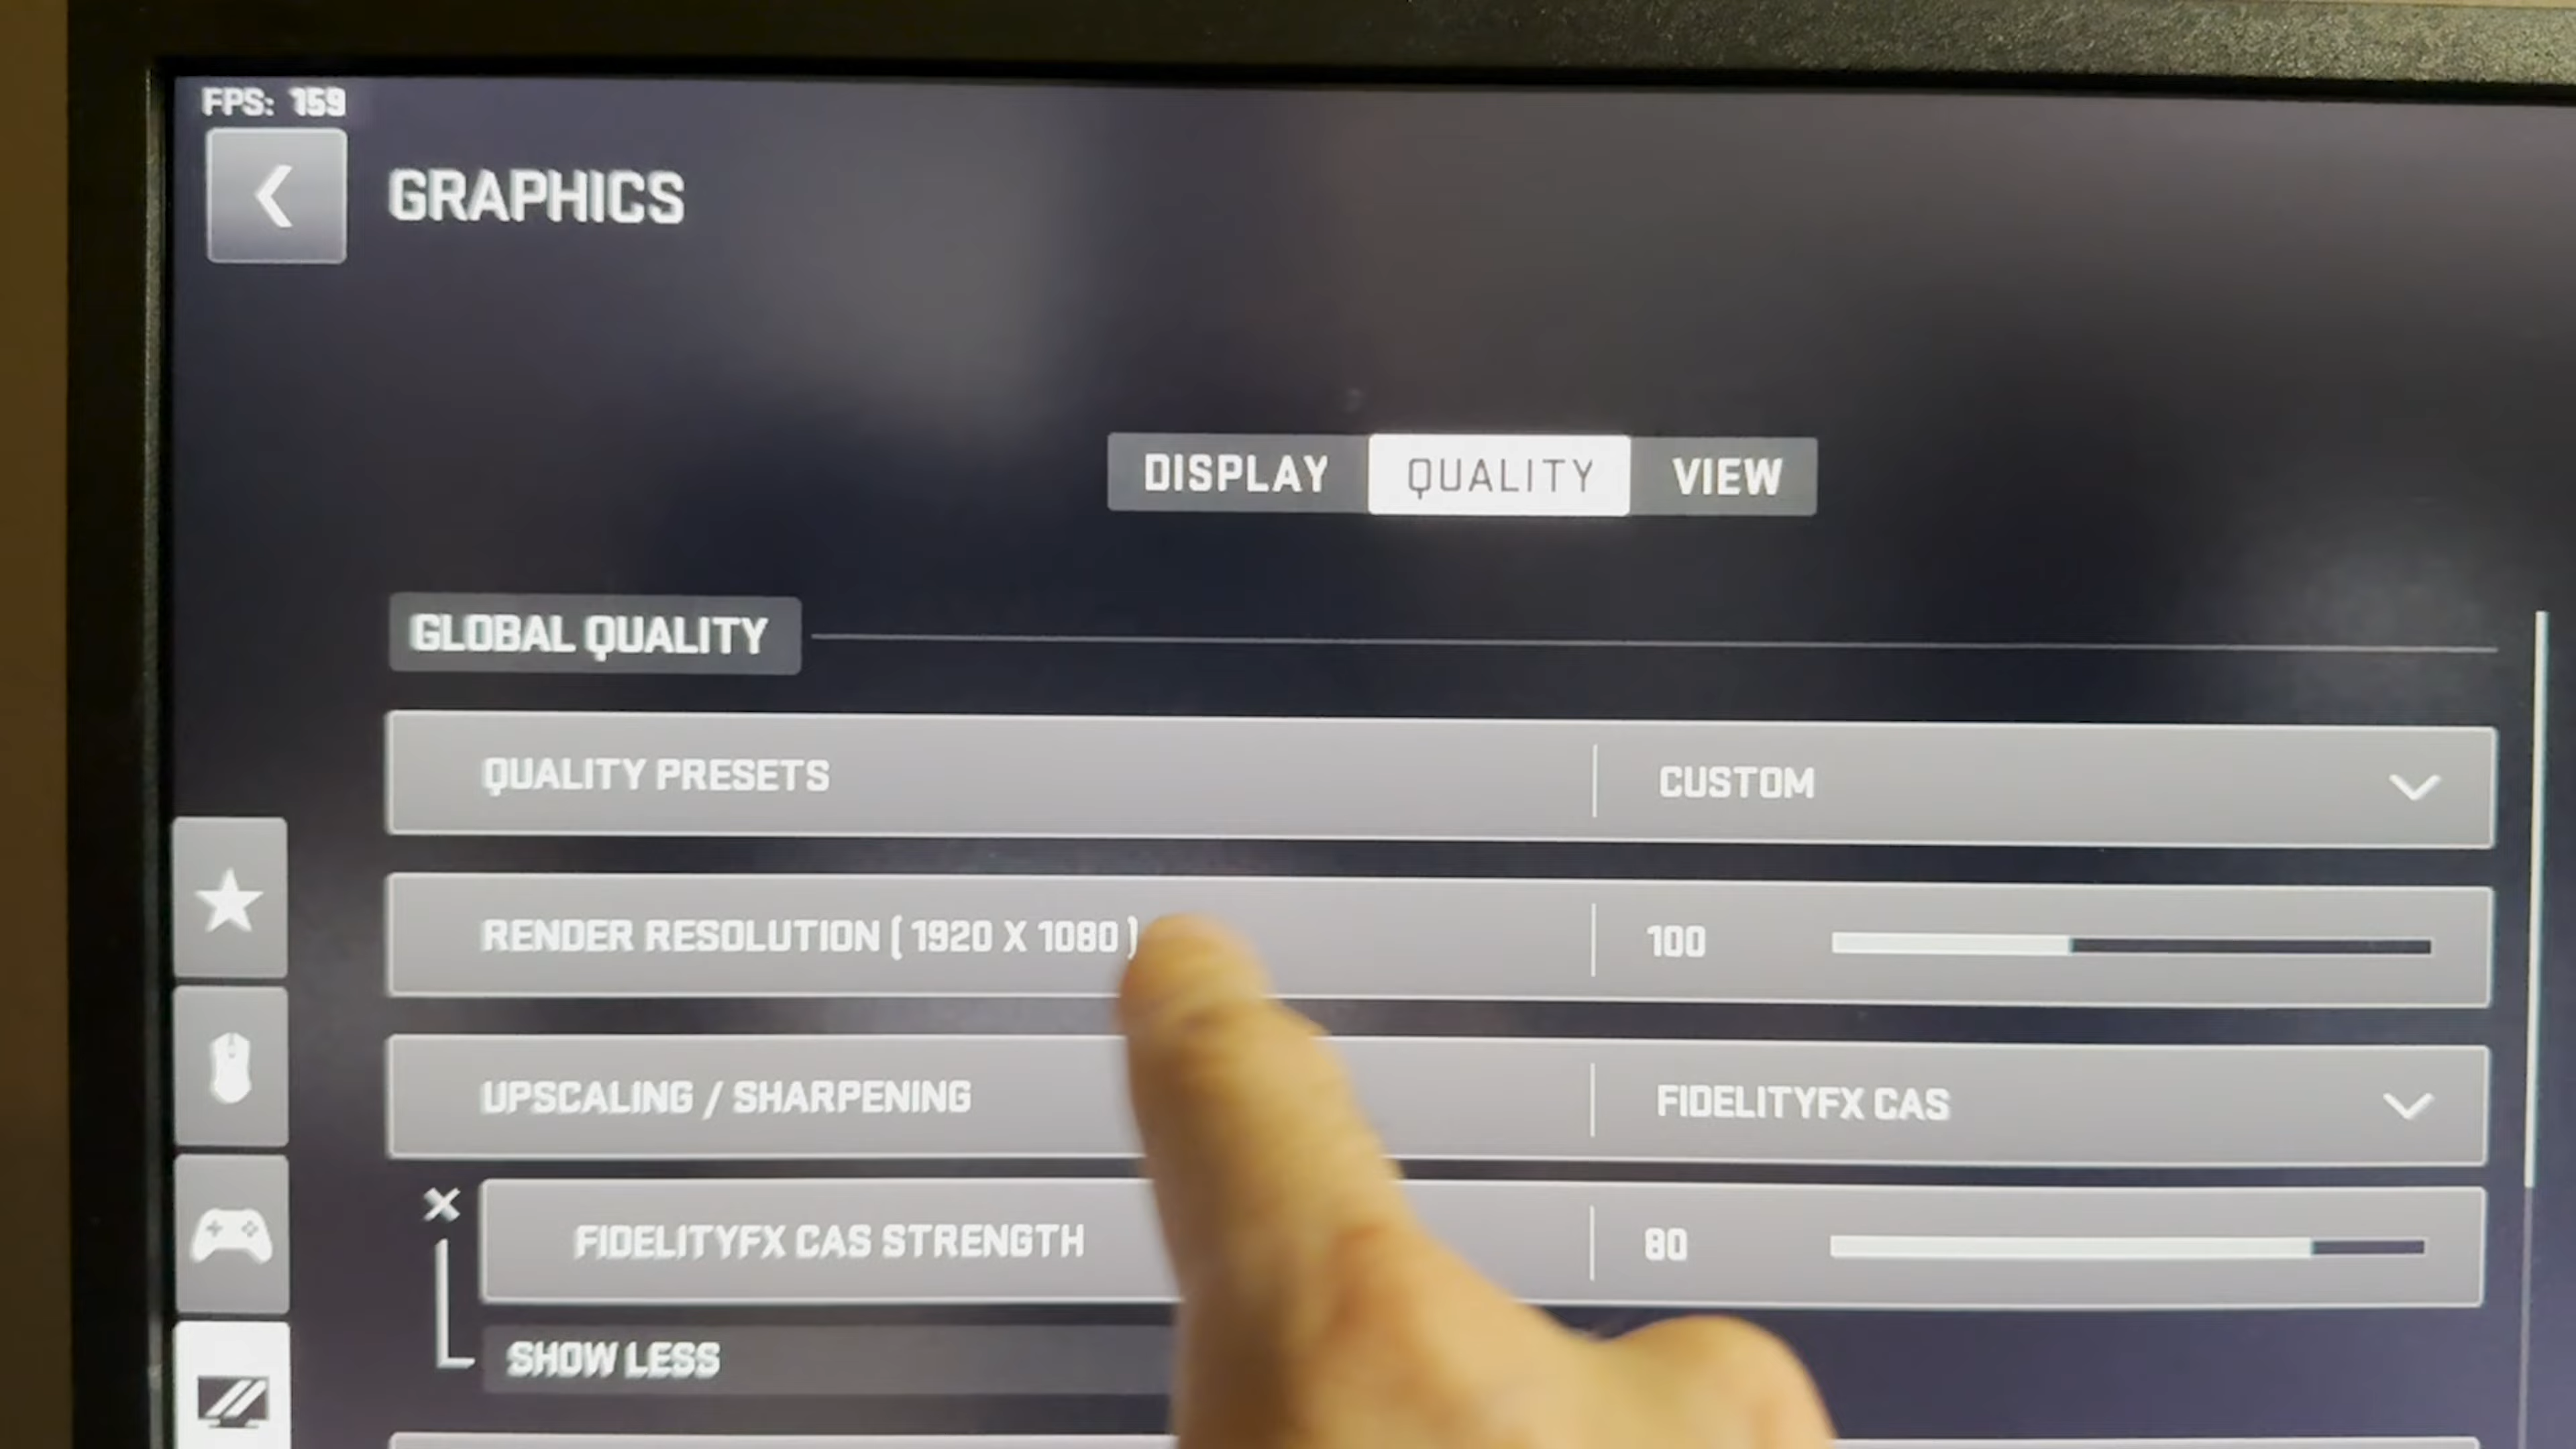 FPS: 159
GRAPHICS
DISPLAY QUALITY VIEW
GLOBAL QUALITY
QUALITY PRESETS CUSTOM
RENDER RESOLUTION ( 1920 X 1080 ) 100
UPSCALING / SHARPENING FIDELITYFX CAS
FIDELITYFX CAS STRENGTH 80
SHOW LESS